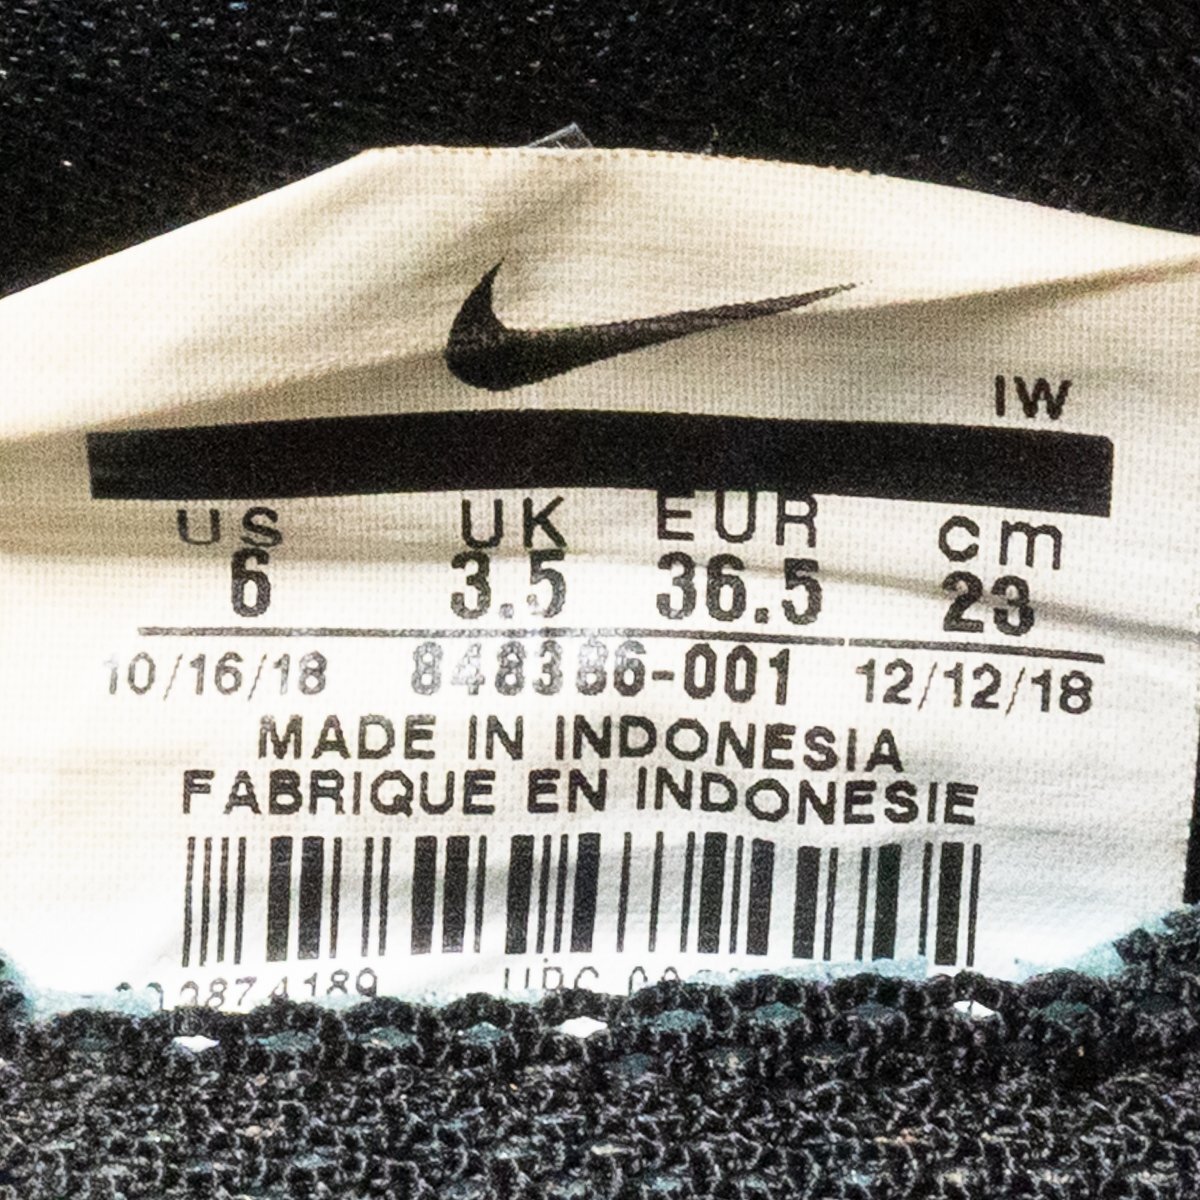 IW
US UK EUR cm
6 3.5 36.5 23
10/16/18 848386-001 12/12/18
MADE IN INDONESIA
FABRIQUE EN INDONESIE
UPC